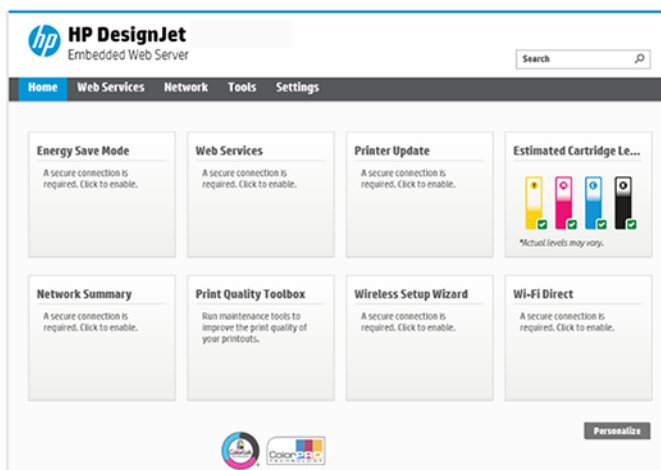 hp
HP DesignJet
Embedded Web Server
Search
Home Web Services Network Tools Settings
Energy Save Mode
A secure connection is
required. Click to enable.
Web Services
A secure connection is
required. Click to enable.
Printer Update
A secure connection is
required. Click to enable.
Estimated Cartridge Le...
Y
C
K
*Actual levels may vary.
Network Summary
A secure connection is
required. Click to enable.
Print Quality Toolbox
Run maintenance tools to
improve the print quality of
your printouts.
Wireless Setup Wizard
A secure connection is
required. Click to enable.
Wi-Fi Direct
A secure connection is
required. Click to enable.
Personalize
ColorLok
ColorPRO
TECHNOLOGY